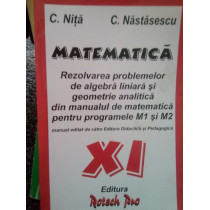 C. Niță C. Năstăsescu
MATEMATICĂ
Rezolvarea problemelor
de algebră liniară și
geometrie analitică
din manualul de matematică
pentru programele M1 și M2
manual editat de către Editura Didactică și Pedagogică
XI
Editura
Rotech Pro